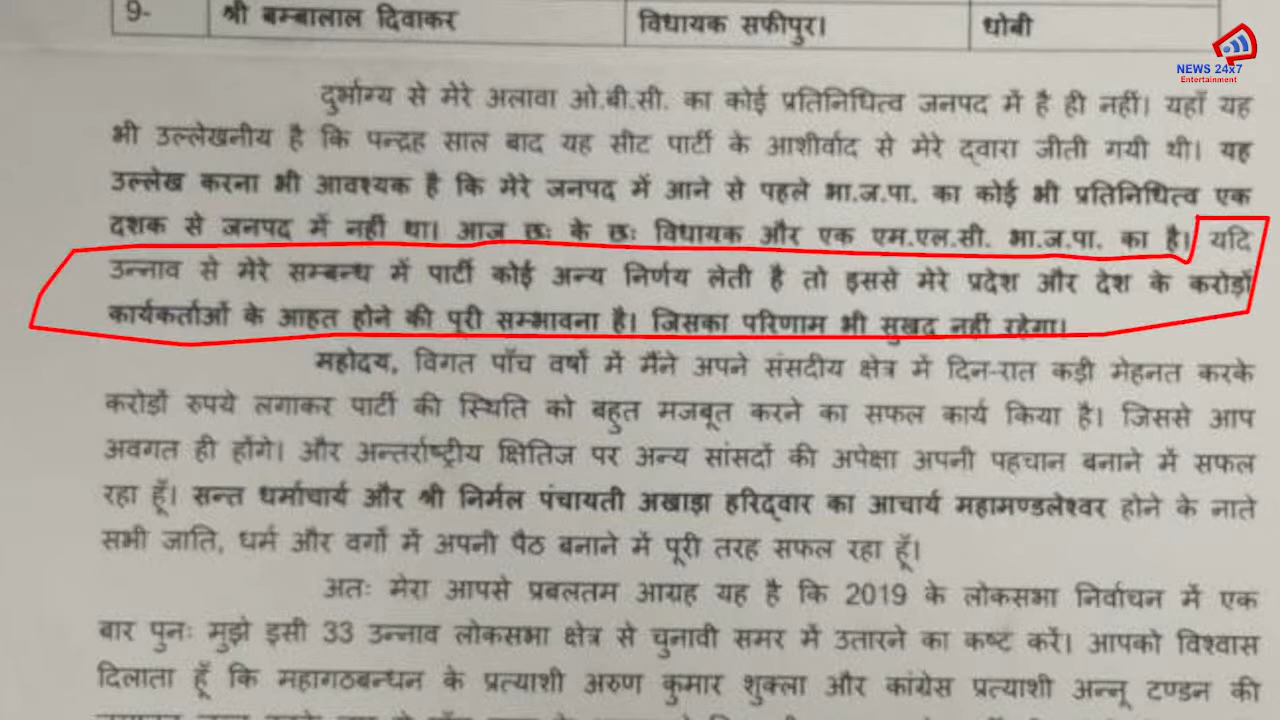 9- श्री बम्बालाल दिवाकर विधायक सफीपुर। धोबी
NEWS 24x7
Entertainment
दुर्भाग्य से मेरे अलावा ओ.बी.सी. का कोई प्रतिनिधित्व जनपद में है ही नहीं। यहाँ यह
भी उल्लेखनीय है कि पन्द्रह साल बाद यह सीट पार्टी के आशीर्वाद से मेरे द्वारा जीती गयी थी। यह
उल्लेख करना भी आवश्यक है कि मेरे जनपद में आने से पहले भा.ज.पा. का कोई भी प्रतिनिधित्व एक
दशक से जनपद में नहीं था। आज छः के छः विधायक और एक एम.एल.सी. भा.ज.पा. का है। यदि
उन्नाव से मेरे सम्बन्ध में पार्टी कोई अन्य निर्णय लेती है तो इससे मेरे प्रदेश और देश के करोड़ों
कार्यकर्ताओं के आहत होने की पूरी सम्भावना है। जिसका परिणाम भी सुखद नहीं रहेगा।
महोदय, विगत पाँच वर्षों में मैंने अपने संसदीय क्षेत्र में दिन-रात कड़ी मेहनत करके
करोड़ों रुपये लगाकर पार्टी की स्थिति को बहुत मजबूत करने का सफल कार्य किया है। जिससे आप
अवगत ही होंगे। और अन्तर्राष्ट्रीय क्षितिज पर अन्य सांसदों की अपेक्षा अपनी पहचान बनाने में सफल
रहा हूँ। सन्त धर्माचार्य और श्री निर्मल पंचायती अखाड़ा हरिद्वार का आचार्य महामण्डलेश्वर होने के नाते
सभी जाति, धर्म और वर्गों में अपनी पैठ बनाने में पूरी तरह सफल रहा हूँ।
अतः मेरा आपसे प्रबलतम आग्रह यह है कि 2019 के लोकसभा निर्वाचन में एक
बार पुनः मुझे इसी 33 उन्नाव लोकसभा क्षेत्र से चुनावी समर में उतारने का कष्ट करें। आपको विश्वास
दिलाता हूँ कि महागठबन्धन के प्रत्याशी अरुण कुमार शुक्ला और कांग्रेस प्रत्याशी अन्नू टण्डन की